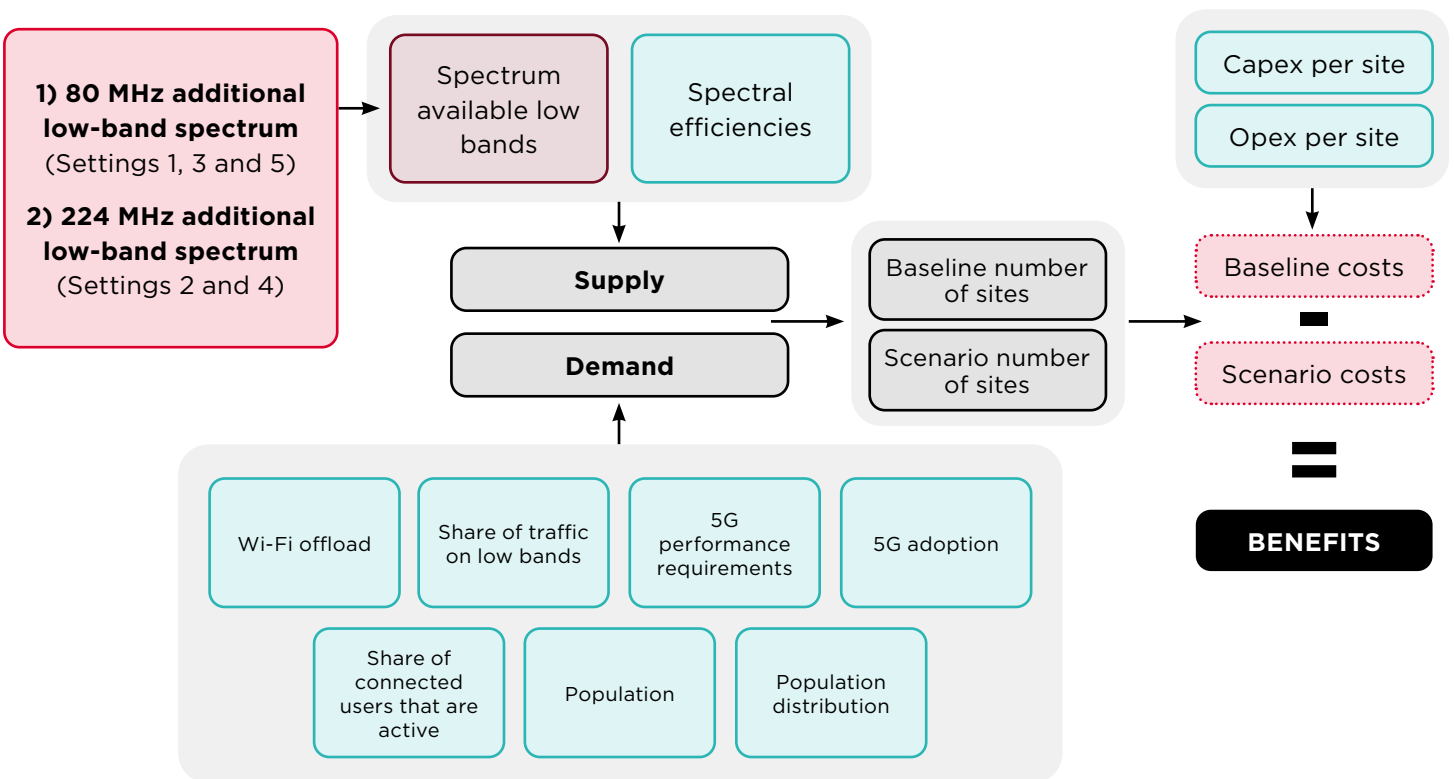 1) 80 MHz additional
low-band spectrum
(Settings 1, 3 and 5)
2) 224 MHz additional
low-band spectrum
(Settings 2 and 4)
Spectrum
available low
bands
Spectral
efficiencies
Supply
Demand
Baseline number
of sites
Scenario number
of sites
Capex per site
Opex per site
Baseline costs
-
Scenario costs
=
BENEFITS
Wi-Fi offload
Share of traffic
on low bands
5G
performance
requirements
5G adoption
Share of
connected
users that are
active
Population
Population
distribution